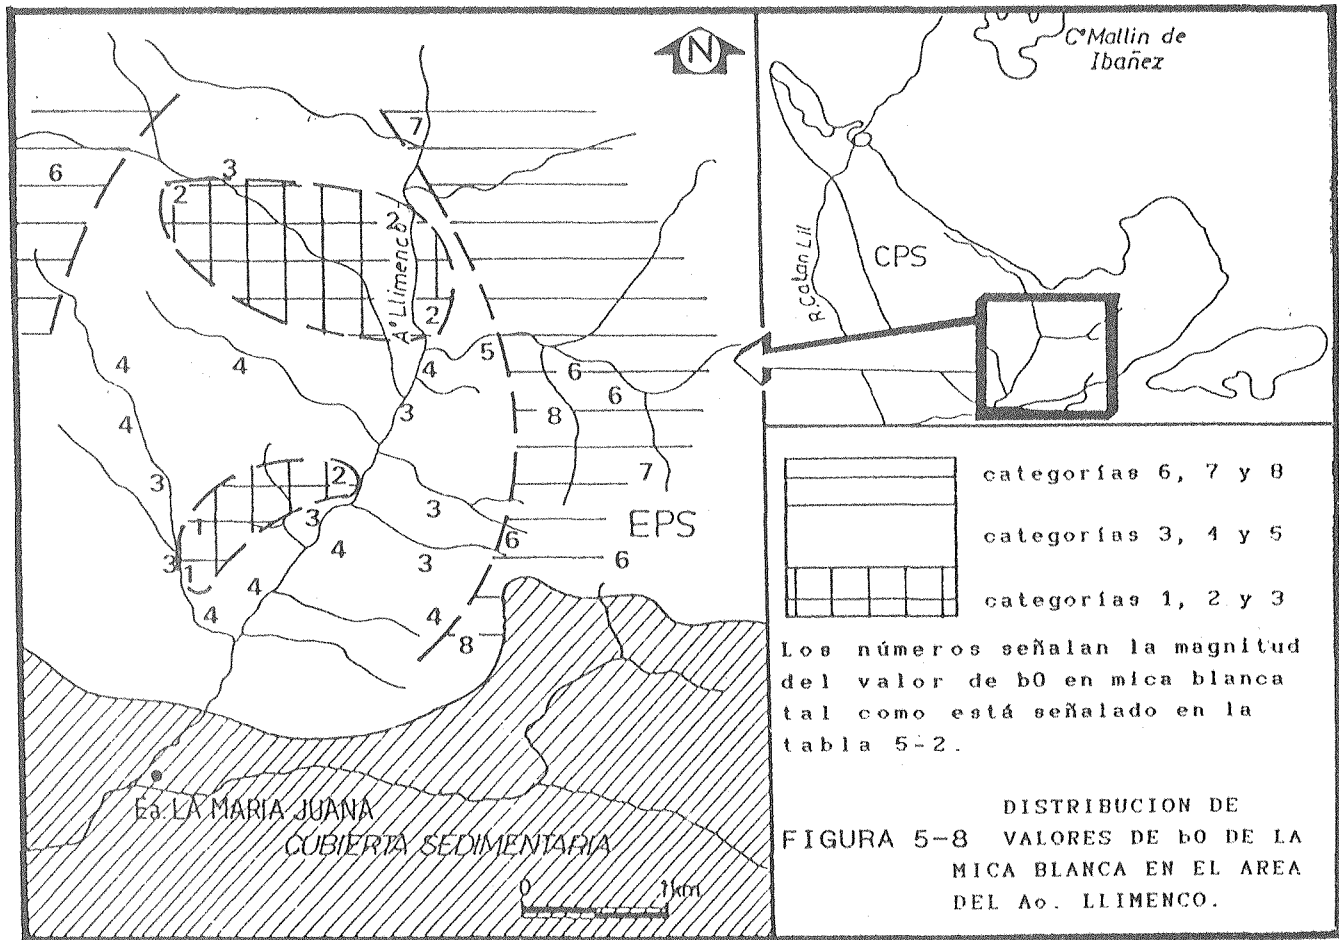 N
7
6
3
2
2
Aº Llimenco
2
5
4
4
4
6
6
3
8
4
2
7
3
3
1
3
EPS
4
6
6
3
3
1
4
4
4
8
Ea. LA MARIA JUANA
CUBIERTA SEDIMENTARIA
0 1km
Cº Mallin de
Ibañez
R. Catan Lil
CPS
categorías 6, 7 y 8
categorías 3, 4 y 5
categorías 1, 2 y 3
Los números señalan la magnitud
del valor de b0 en mica blanca
tal como está señalado en la
tabla 5-2.
DISTRIBUCION DE
FIGURA 5-8 VALORES DE b0 DE LA
MICA BLANCA EN EL AREA
DEL Ao. LLIMENCO.